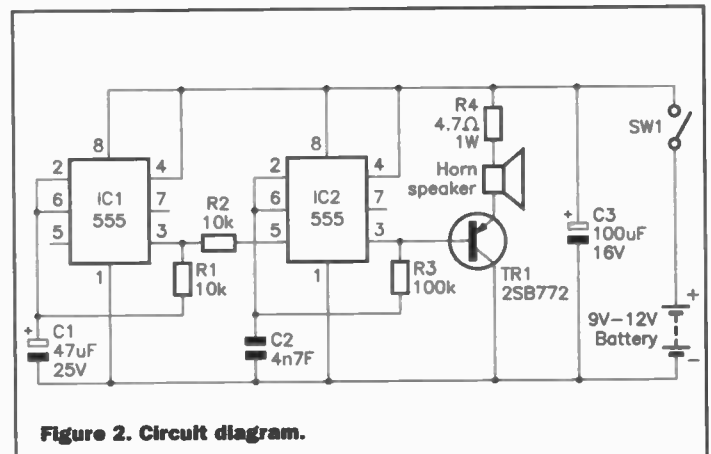 R4
4.7Ω
1W
SW1
8
8
2
4
2
4
Horn
speaker
IC1
555
IC2
555
6
7
R2
10k
6
7
C3
100uF
16V
+
5
3
5
3
1
R1
10k
1
R3
100k
TR1
2SB772
+
C1
47uF
25V
C2
4n7F
9V-12V
Battery
+
−
Figure 2. Circuit diagram.